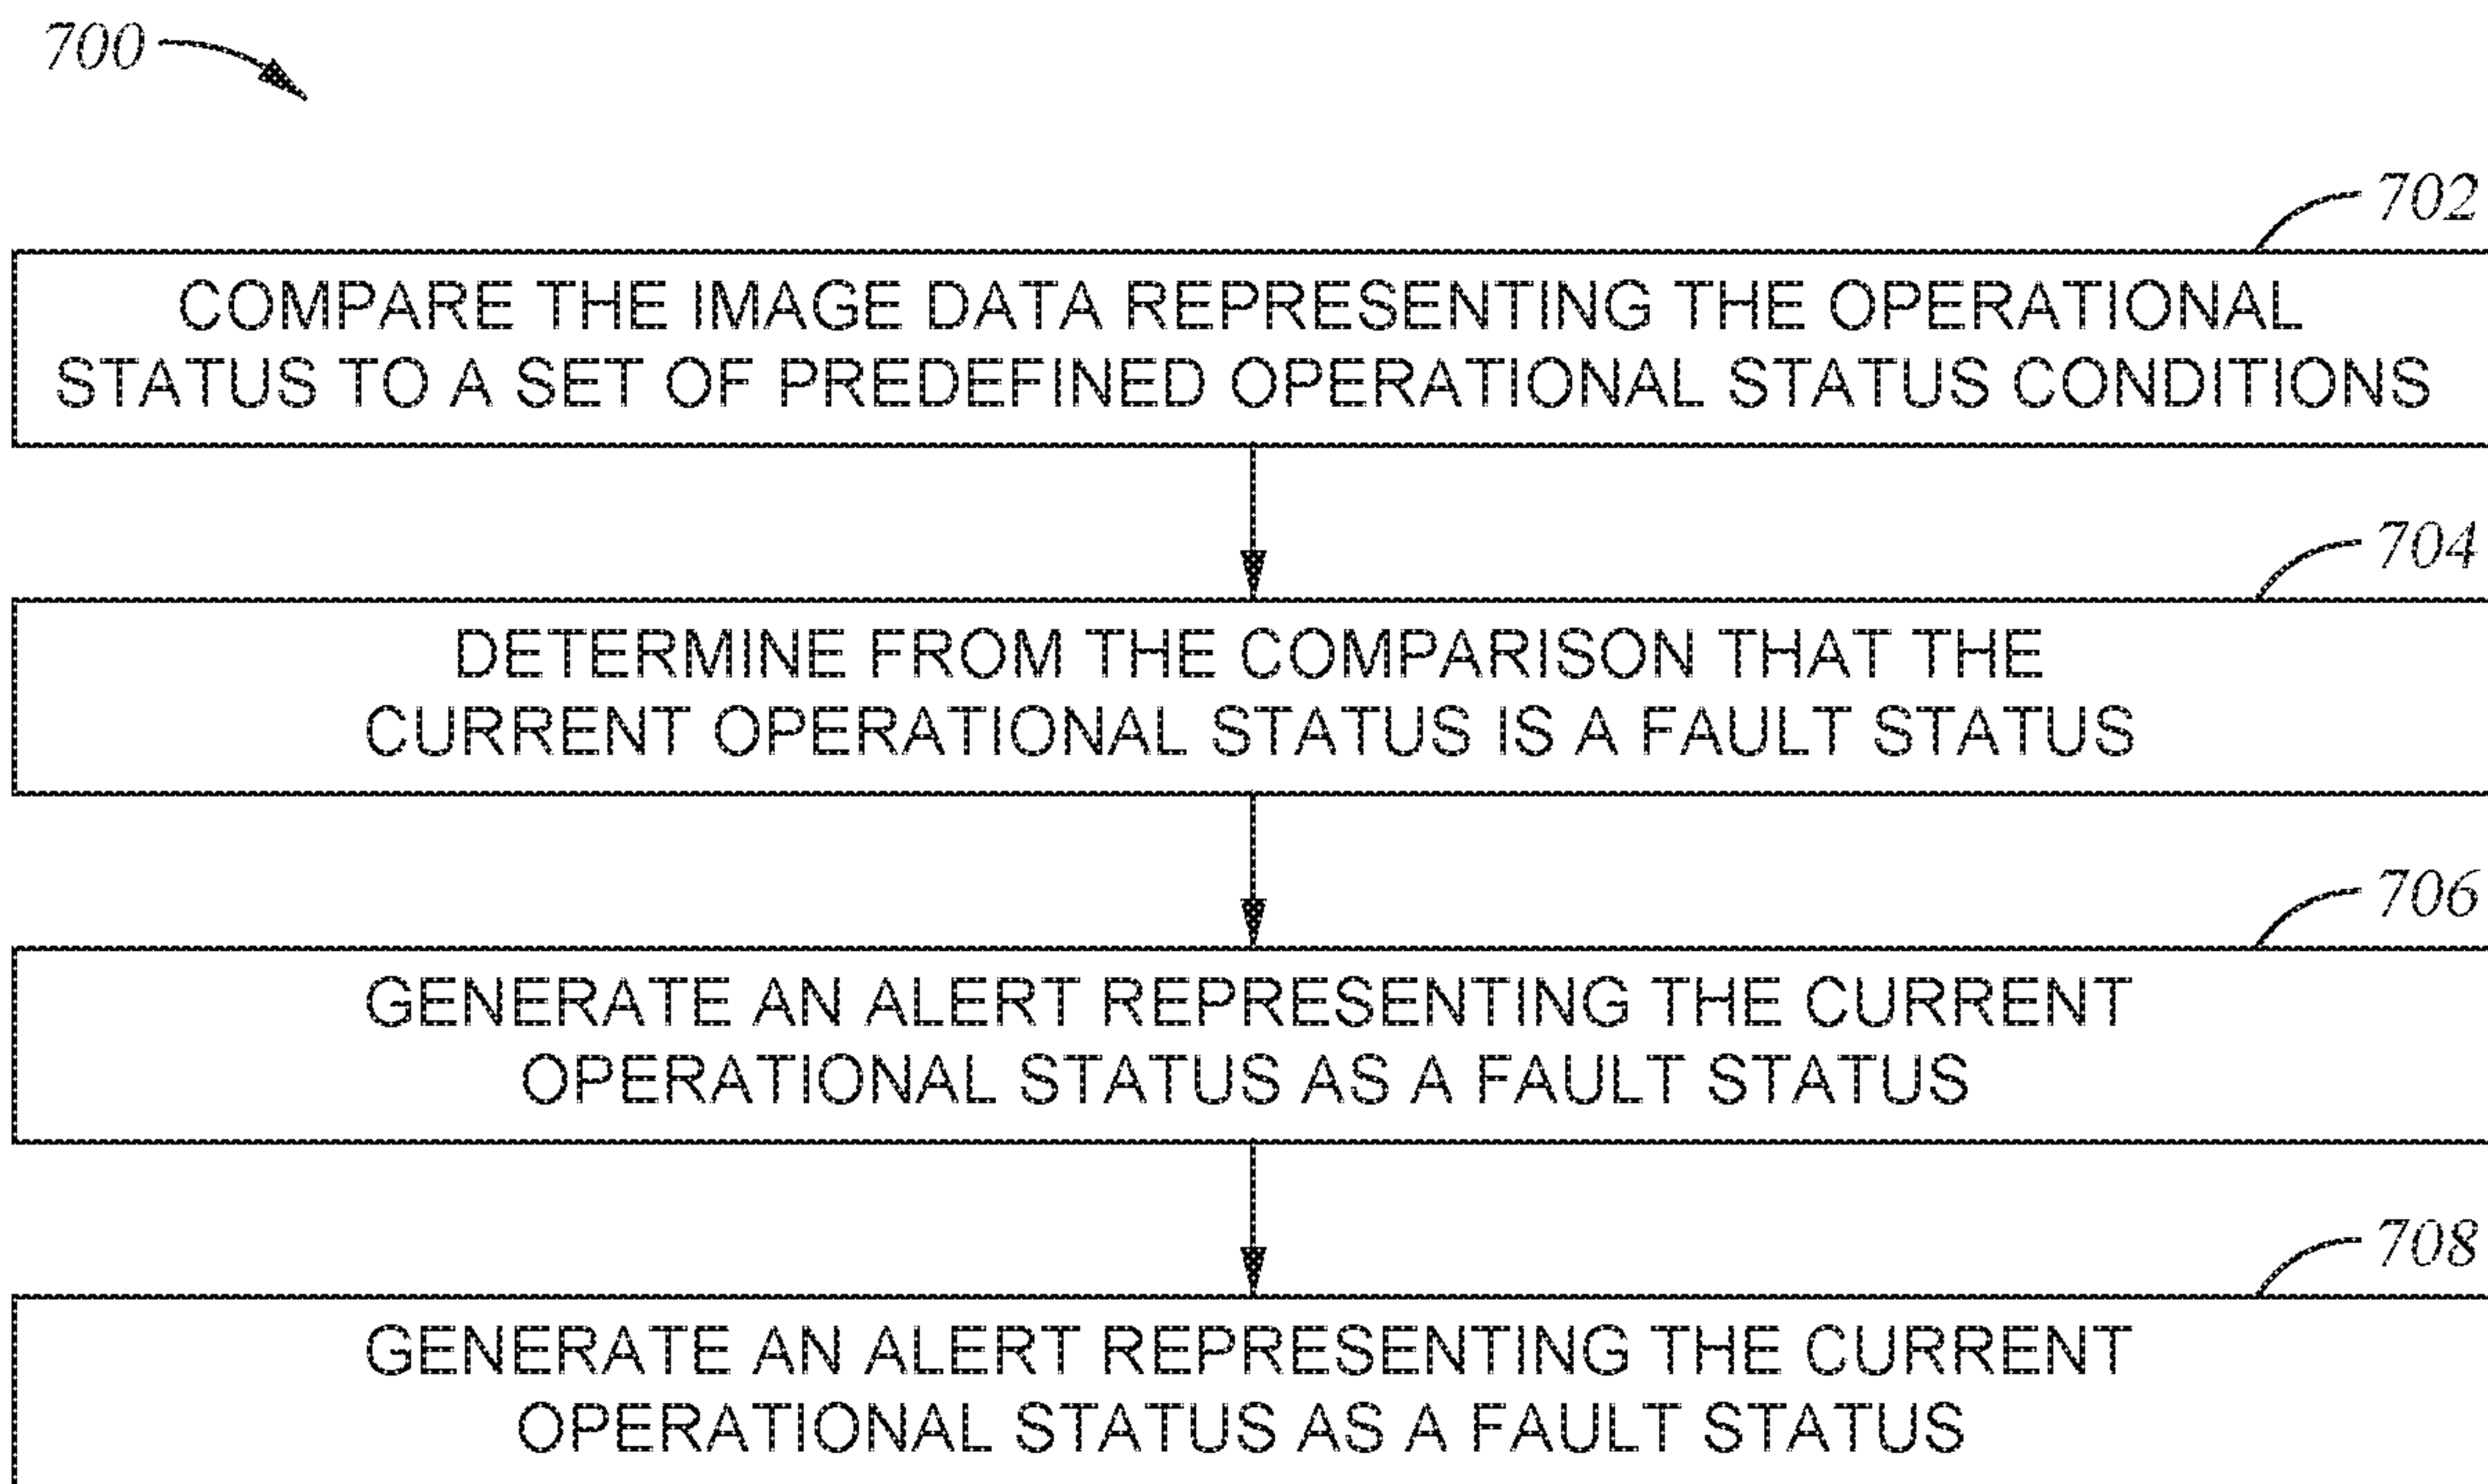 700
702
COMPARE THE IMAGE DATA REPRESENTING THE OPERATIONAL
STATUS TO A SET OF PREDEFINED OPERATIONAL STATUS CONDITIONS
704
DETERMINE FROM THE COMPARISON THAT THE
CURRENT OPERATIONAL STATUS IS A FAULT STATUS
706
GENERATE AN ALERT REPRESENTING THE CURRENT
OPERATIONAL STATUS AS A FAULT STATUS
708
GENERATE AN ALERT REPRESENTING THE CURRENT
OPERATIONAL STATUS AS A FAULT STATUS